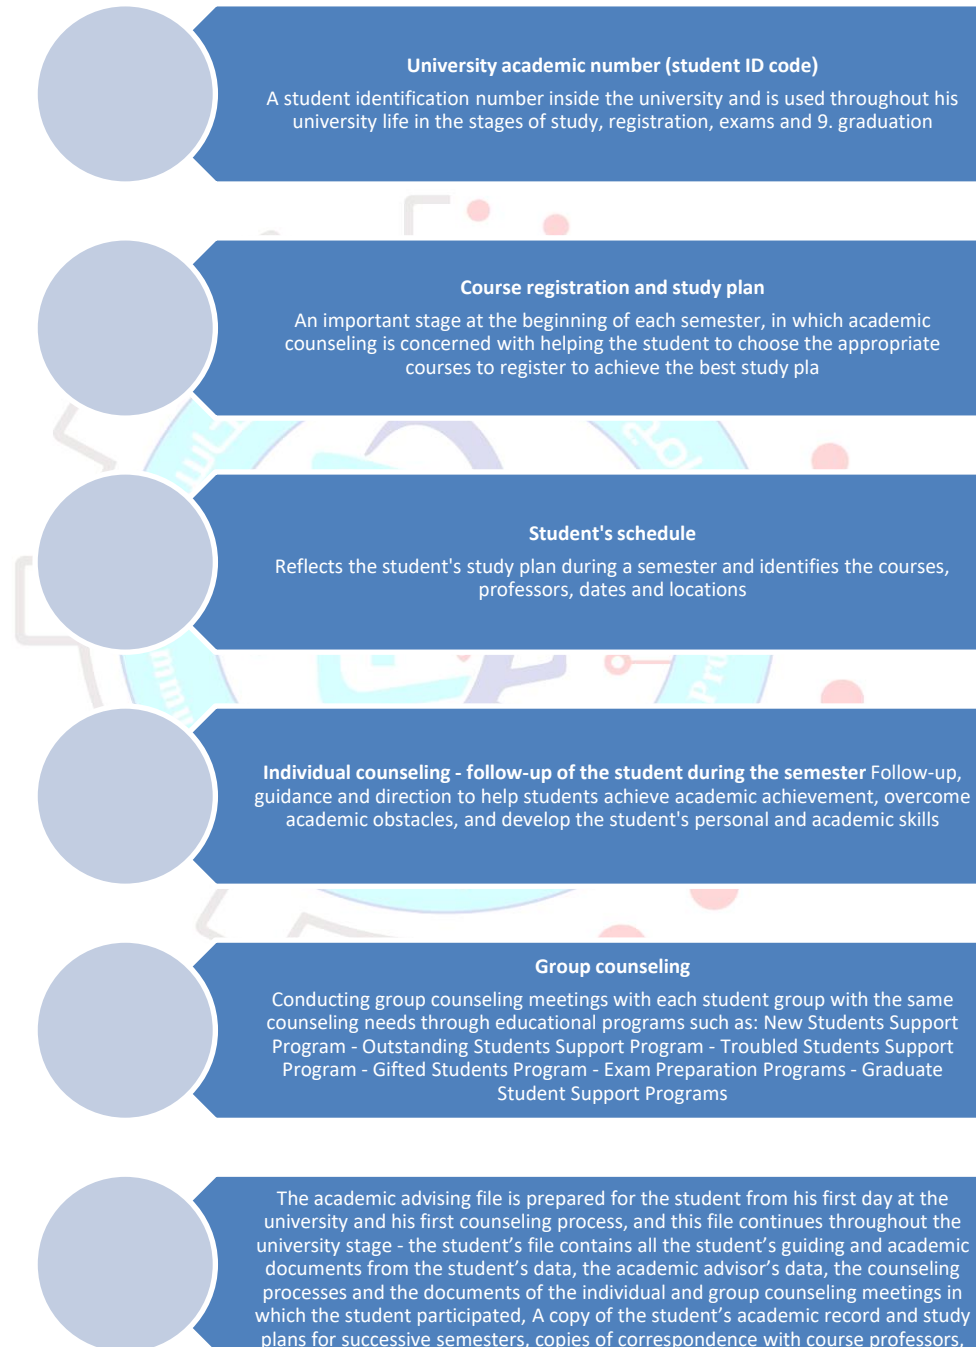 University academic number (student ID code)
A student identification number inside the university and is used throughout his
university life in the stages of study, registration, exams and 9. graduation
Course registration and study plan
An important stage at the beginning of each semester, in which academic
counseling is concerned with helping the student to choose the appropriate
courses to register to achieve the best study pla
Student's schedule
Reflects the student's study plan during a semester and identifies the courses,
professors, dates and locations
Individual counseling - follow-up of the student during the semester Follow-up,
guidance and direction to help students achieve academic achievement, overcome
academic obstacles, and develop the student's personal and academic skills
Group counseling
Conducting group counseling meetings with each student group with the same
counseling needs through educational programs such as: New Students Support
Program - Outstanding Students Support Program - Troubled Students Support
Program - Gifted Students Program - Exam Preparation Programs - Graduate
Student Support Programs
The academic advising file is prepared for the student from his first day at the
university and his first counseling process, and this file continues throughout the
university stage - the student’s file contains all the student’s guiding and academic
documents from the student’s data, the academic advisor’s data, the counseling
processes and the documents of the individual and group counseling meetings in
which the student participated, A copy of the student’s academic record and study
plans for successive semesters, copies of correspondence with course professors,